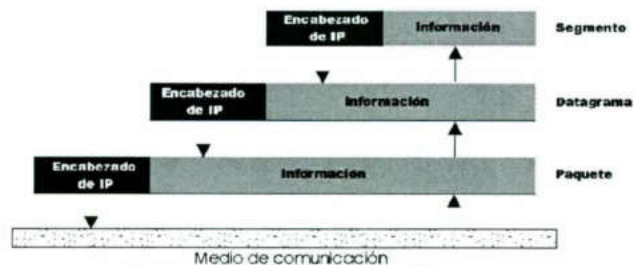 Encabezado
de IP
Información
Segmento
Encabezado
de IP
Información
Datagrama
Encabezado
de IP
Información
Paquete
Medio de comunicación